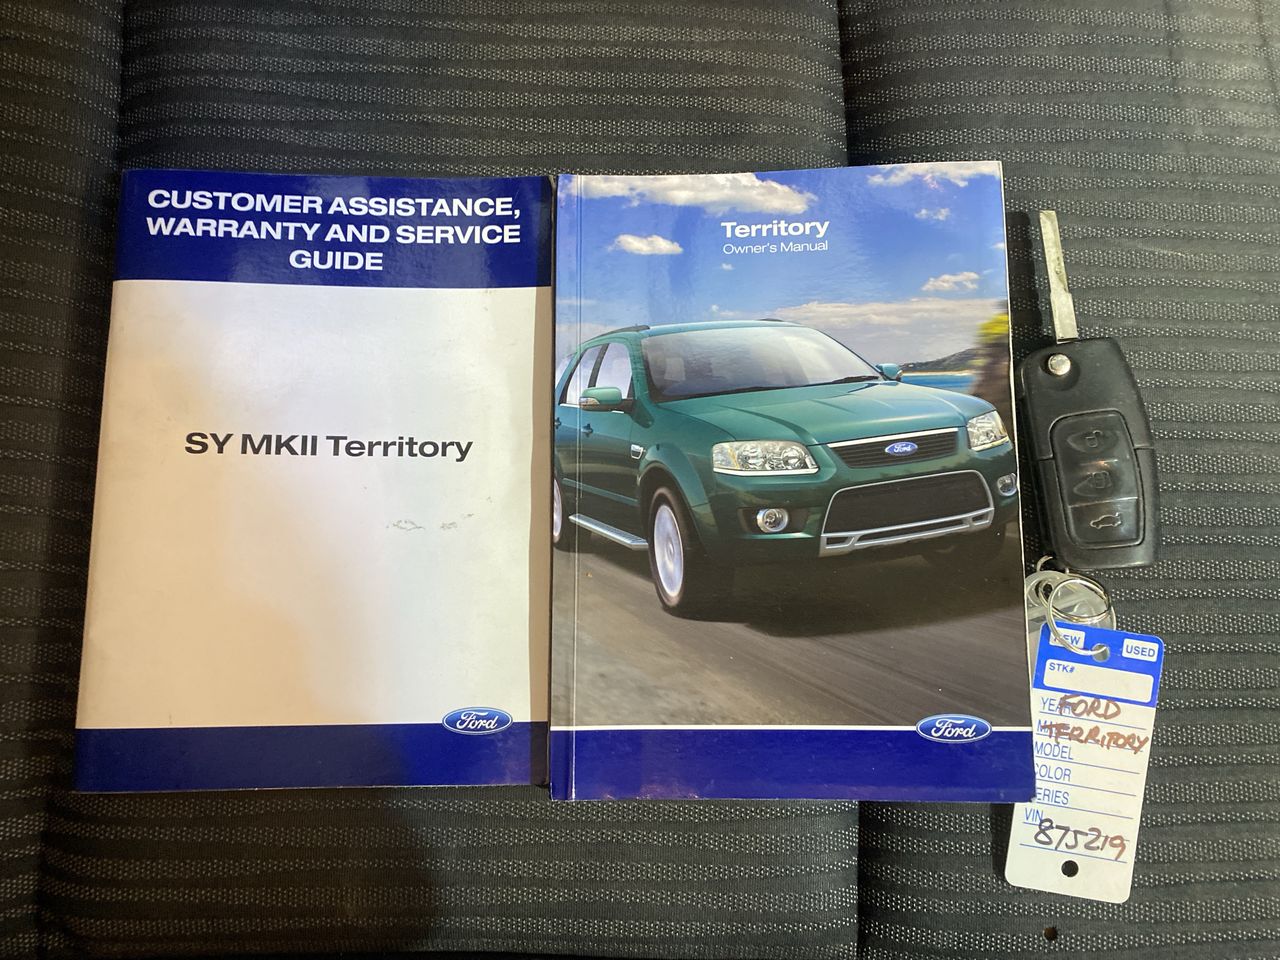 CUSTOMER ASSISTANCE,
WARRANTY AND SERVICE
GUIDE
SY MKII Territory
Ford
Territory
Owner's Manual
Ford
Ford
USED
STK#
FORD
TERRITORY
MODEL
COLOR
SERIES
VIN
875219